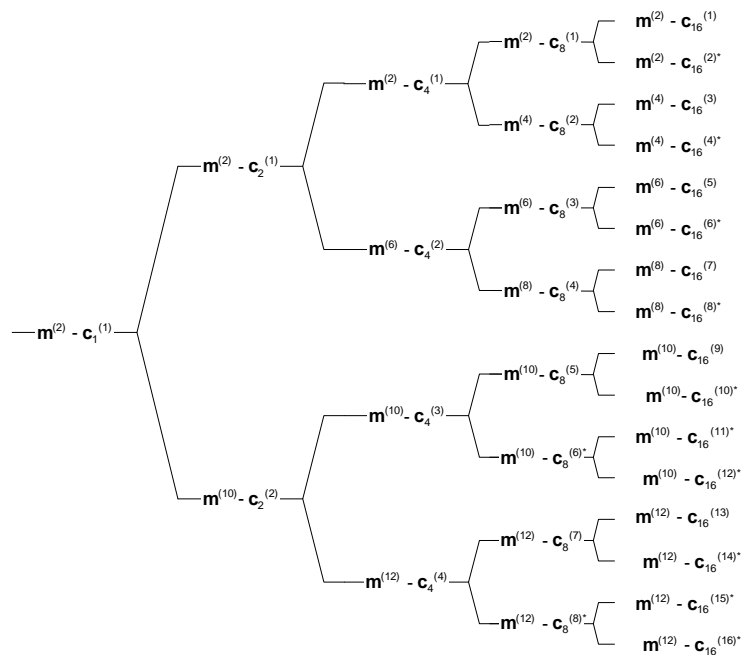 m(2) - c1(1)
m(2) - c2(1)
m(10) - c2(2)
m(2) - c4(1)
m(6) - c4(2)
m(10) - c4(3)
m(12) - c4(4)
m(2) - c8(1)
m(4) - c8(2)
m(6) - c8(3)
m(8) - c8(4)
m(10) - c8(5)
m(10) - c8(6)*
m(12) - c8(7)
m(12) - c8(8)*
m(2) - c16(1)
m(2) - c16(2)*
m(4) - c16(3)
m(4) - c16(4)*
m(6) - c16(5)
m(6) - c16(6)*
m(8) - c16(7)
m(8) - c16(8)*
m(10) - c16(9)
m(10) - c16(10)*
m(10) - c16(11)*
m(10) - c16(12)*
m(12) - c16(13)
m(12) - c16(14)*
m(12) - c16(15)*
m(12) - c16(16)*